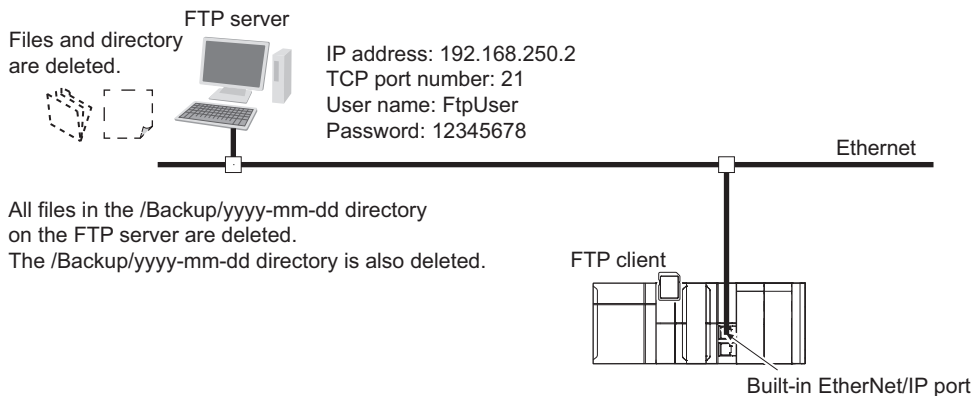 FTP server
Files and directory
are deleted.
IP address: 192.168.250.2
TCP port number: 21
User name: FtpUser
Password: 12345678
Ethernet
All files in the /Backup/yyyy-mm-dd directory
on the FTP server are deleted.
The /Backup/yyyy-mm-dd directory is also deleted.
FTP client
Built-in EtherNet/IP port